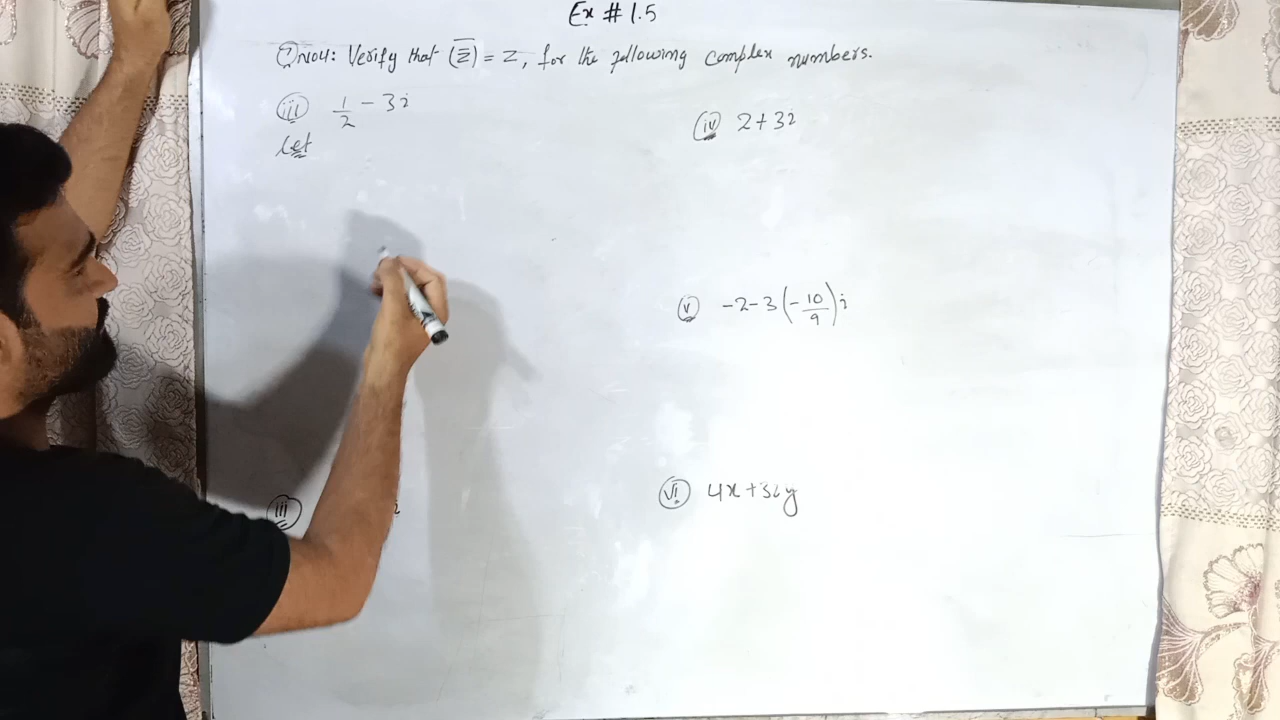 Ex # 1.5
Q No4: Verify that (z̿) = z, for the following complex numbers.
(iii) 1/2 - 3i
Let
(iv) 2+3i
(v) -2-3(-10/9)i
(iii)
(vi) 4x+3iy